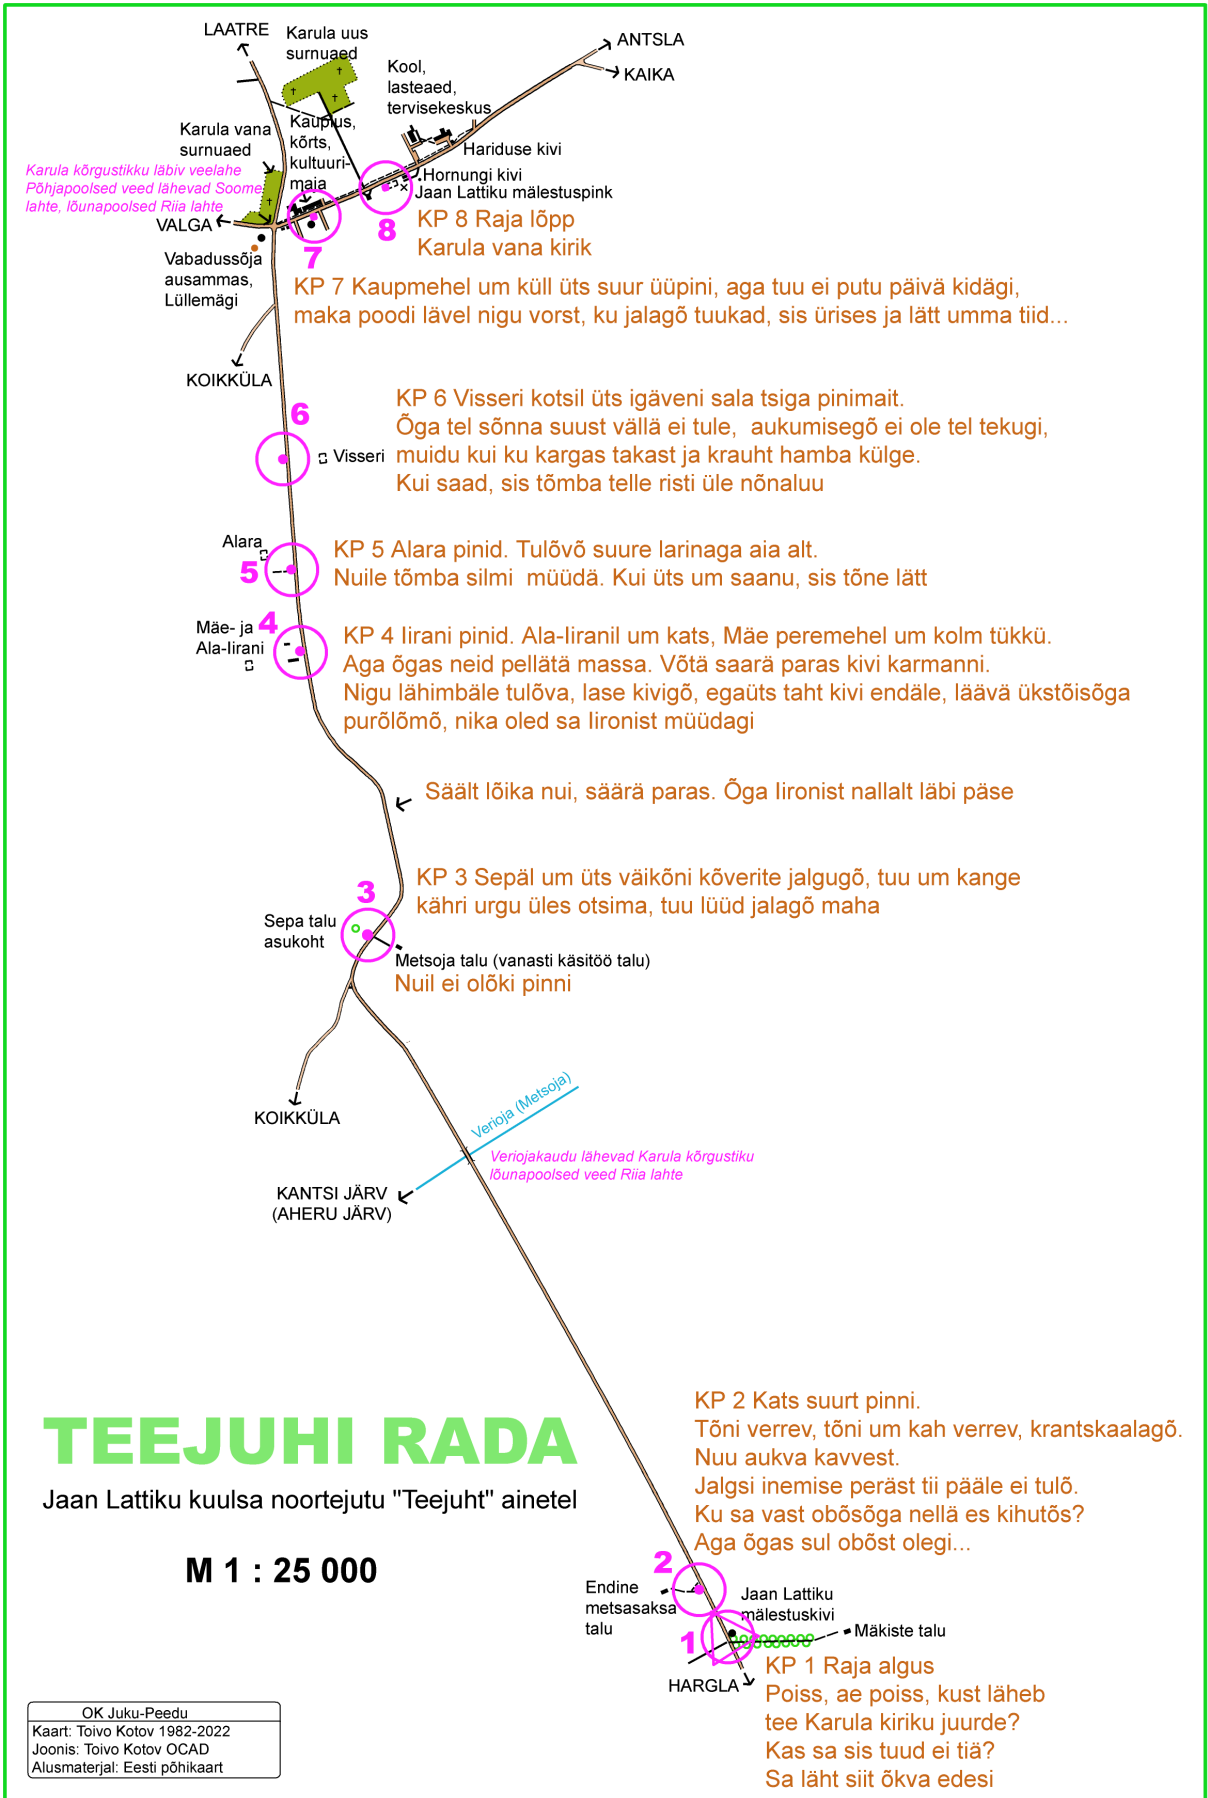 LAATRE
Karula uus
surnuaed
ANTSLA
KAIKA
Kool,
lasteaed,
tervisekeskus
Karula vana
surnuaed
Kauplus,
kõrts,
kultuuri-
maja
Hariduse kivi
Hornungi kivi
Jaan Lattiku mälestuspink
Karula kõrgustikku läbiv veelahe
Põhjapoolsed veed lähevad Soome
lahte, lõunapoolsed Riia lahte
VALGA
Vabadussõja
ausammas,
Lüllemägi
7
8
KP 8 Raja lõpp
Karula vana kirik
KP 7 Kaupmehel um küll üts suur üüpini, aga tuu ei putu päivä kidägi,
maka poodi lävel nigu vorst, ku jalagõ tuukad, sis ürises ja lätt umma tiid...
KOIKKÜLA
6
Visseri
KP 6 Visseri kotsil üts igäveni sala tsiga pinimait.
Õga tel sõnna suust vällä ei tule, aukumisegõ ei ole tel tekugi,
muidu kui ku kargas takast ja krauht hamba külge.
Kui saad, sis tõmba telle risti üle nõnaluu
Alara
5
KP 5 Alara pinid. Tulõvõ suure larinaga aia alt.
Nuile tõmba silmi müüdä. Kui üts um saanu, sis tõne lätt
Mäe- ja
Ala-Iirani
4
KP 4 Iirani pinid. Ala-Iiranil um kats, Mäe peremehel um kolm tükkü.
Aga õgas neid pellätä massa. Võtä saarä paras kivi karmanni.
Nigu lähimbäle tulõva, lase kivigõ, egaüts taht kivi endäle, läävä ükstõisõga
purõlõmõ, nika oled sa Iironist müüdagi
Säält lõika nui, säärä paras. Õga Iironist nallalt läbi päse
3
Sepa talu
asukoht
KP 3 Sepäl um üts väikõni kõverite jalgugõ, tuu um kange
kähri urgu üles otsima, tuu lüüd jalagõ maha
Metsoja talu (vanasti käsitöö talu)
Nuil ei olõki pinni
KOIKKÜLA
Verioja (Metsoja)
Veriojakaudu lähevad Karula kõrgustiku
lõunapoolsed veed Riia lahte
KANTSI JÄRV
(AHERU JÄRV)
TEEJUHI RADA
Jaan Lattiku kuulsa noortejutu "Teejuht" ainetel
M 1 : 25 000
KP 2 Kats suurt pinni.
Tõni verrev, tõni um kah verrev, krantskaalagõ.
Nuu aukva kavvest.
Jalgsi inemise peräst tii pääle ei tulõ.
Ku sa vast obõsõga nellä es kihutõs?
Aga õgas sul obõst olegi...
2
Endine
metsasaksa
talu
Jaan Lattiku
mälestuskivi
1
Mäkiste talu
HARGLA
KP 1 Raja algus
Poiss, ae poiss, kust läheb
tee Karula kiriku juurde?
Kas sa sis tuud ei tiä?
Sa läht siit õkva edesi
OK Juku-Peedu
Kaart: Toivo Kotov 1982-2022
Joonis: Toivo Kotov OCAD
Alusmaterjal: Eesti põhikaart